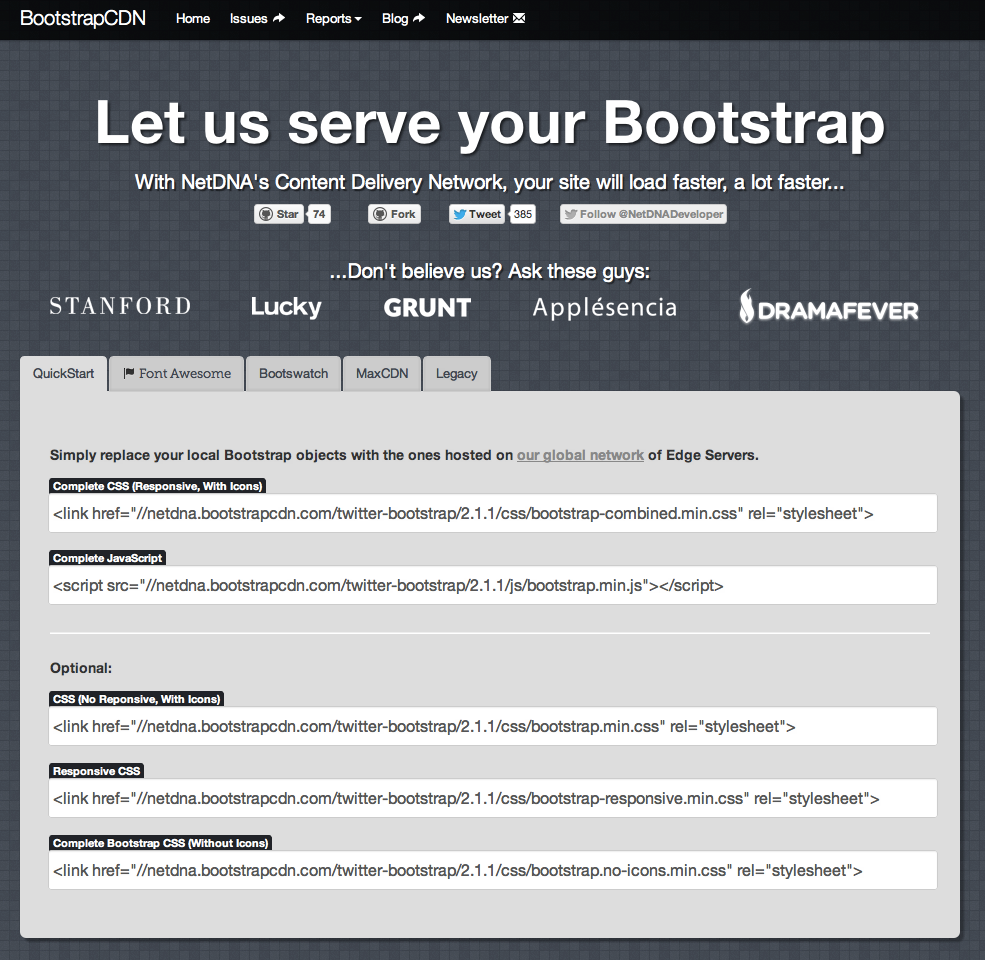 BootstrapCDN Home Issues Reports Blog Newsletter
Let us serve your Bootstrap
With NetDNA's Content Delivery Network, your site will load faster, a lot faster...
Star 74 Fork Tweet 385 Follow @NetDNADeveloper
...Don't believe us? Ask these guys:
STANFORD Lucky GRUNT Applésencia DRAMAFEVER
QuickStart Font Awesome Bootswatch MaxCDN Legacy
Simply replace your local Bootstrap objects with the ones hosted on our global network of Edge Servers.
Complete CSS (Responsive, With Icons)
<link href="//netdna.bootstrapcdn.com/twitter-bootstrap/2.1.1/css/bootstrap-combined.min.css" rel="stylesheet">
Complete JavaScript
<script src="//netdna.bootstrapcdn.com/twitter-bootstrap/2.1.1/js/bootstrap.min.js"></script>
Optional:
CSS (No Reponsive, With Icons)
<link href="//netdna.bootstrapcdn.com/twitter-bootstrap/2.1.1/css/bootstrap.min.css" rel="stylesheet">
Responsive CSS
<link href="//netdna.bootstrapcdn.com/twitter-bootstrap/2.1.1/css/bootstrap-responsive.min.css" rel="stylesheet">
Complete Bootstrap CSS (Without Icons)
<link href="//netdna.bootstrapcdn.com/twitter-bootstrap/2.1.1/css/bootstrap.no-icons.min.css" rel="stylesheet">